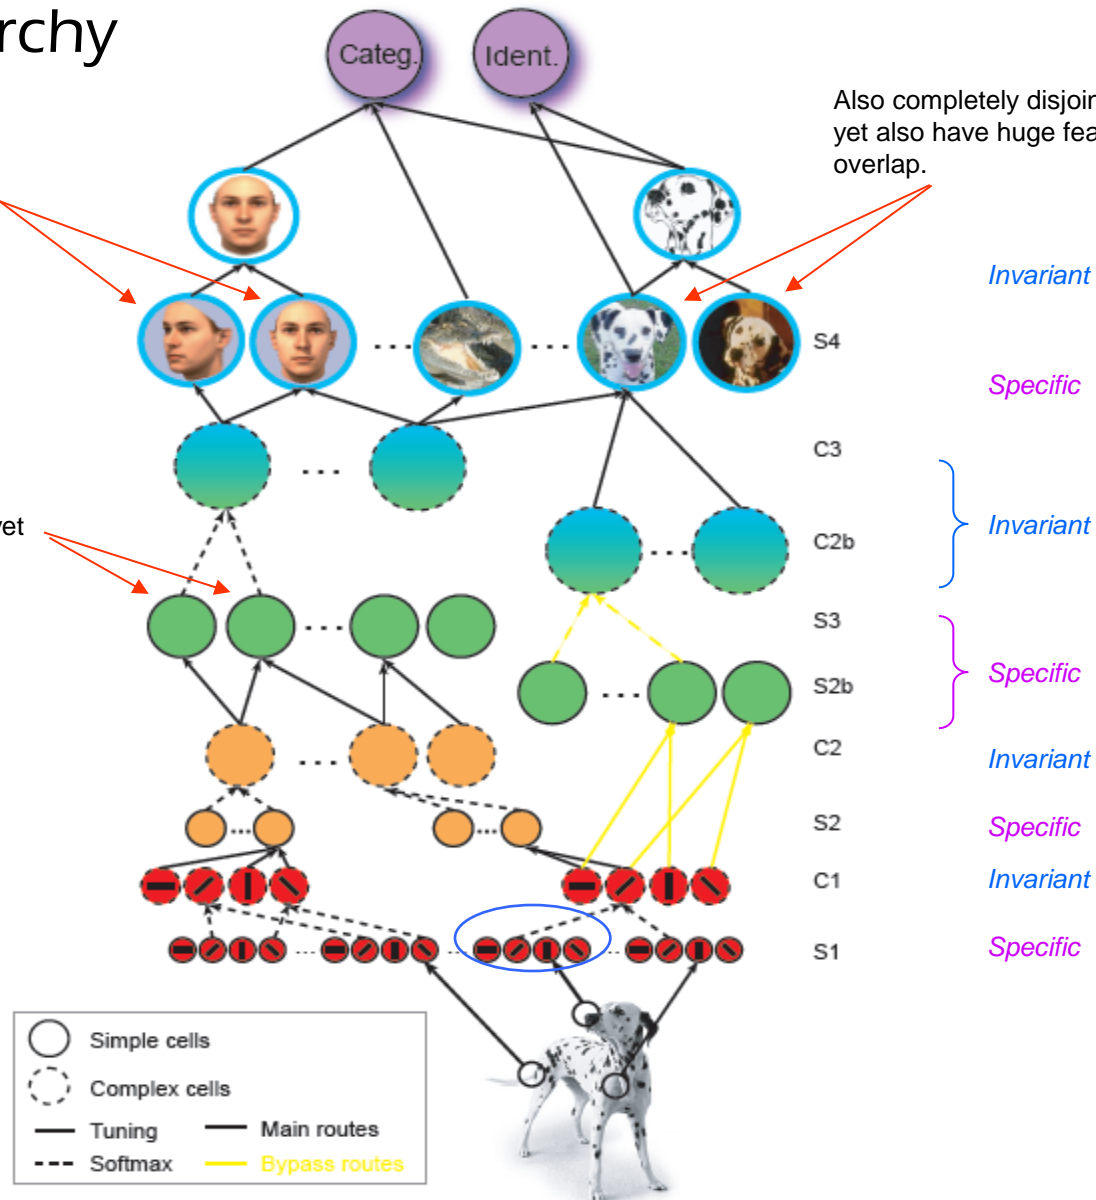 rchy
Categ.
Ident.
Also completely disjoin
yet also have huge fea
overlap.
Invariant
S4
Specific
C3
yet
Invariant
C2b
S3
Specific
S2b
C2
Invariant
S2
Specific
C1
Invariant
S1
Specific
Simple cells
Complex cells
Tuning
Main routes
Softmax
Bypass routes